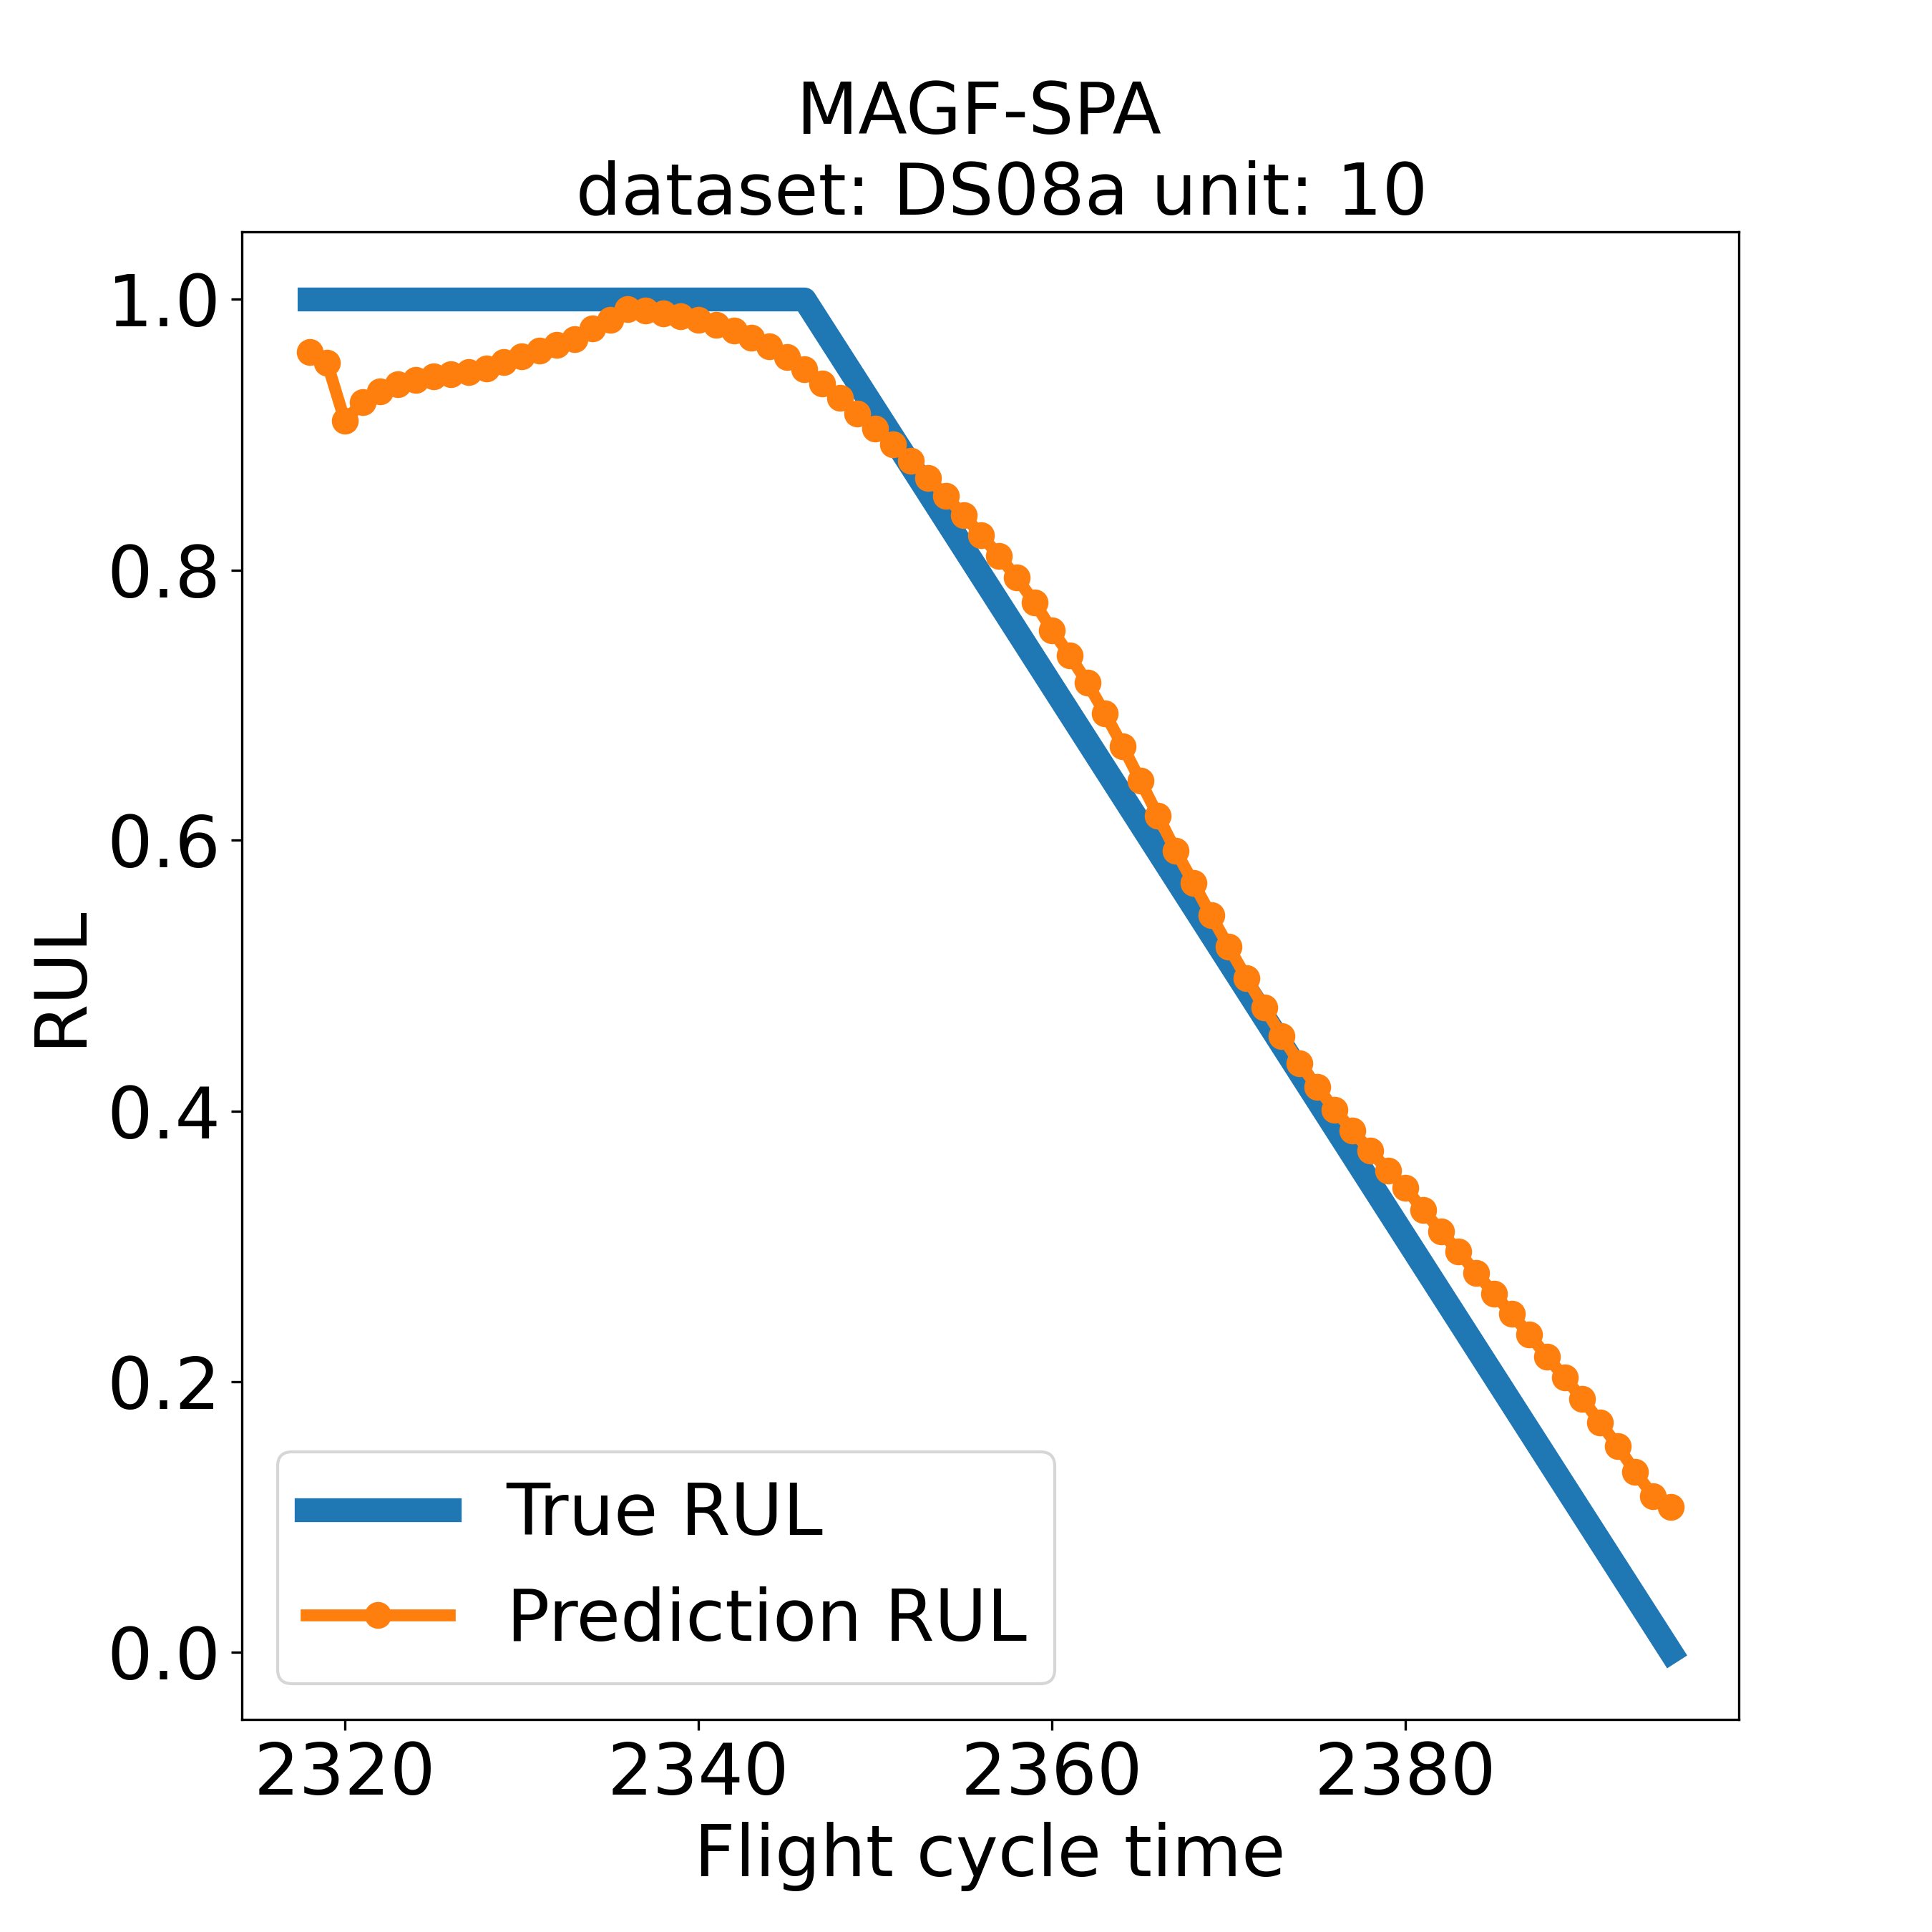 MAGF-SPA
dataset: DS08a unit: 10
1.0
0.8
0.6
0.4
0.2
0.0
RUL
True RUL
Prediction RUL
2320 2340 2360 2380
Flight cycle time